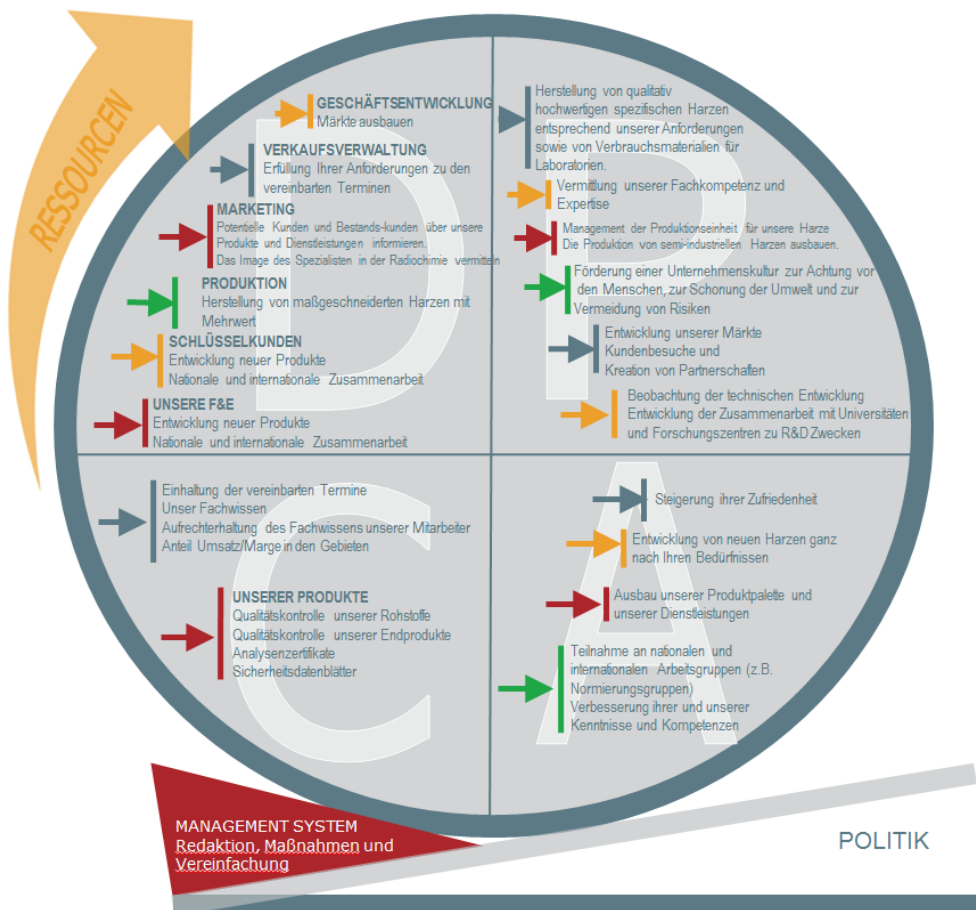 RESSOURCEN
D
GESCHÄFTSENTWICKLUNG
Märkte ausbauen
VERKAUFSVERWALTUNG
Erfüllung Ihrer Anforderungen zu den
vereinbarten Terminen
MARKETING
Potentielle Kunden und Bestands-kunden über unsere
Produkte und Dienstleistungen informieren.
Das Image des Spezialisten in der Radiochimie vermitteln
PRODUKTION
Herstellung von maßgeschneiderten Harzen mit
Mehrwert
SCHLÜSSELKUNDEN
Entwicklung neuer Produkte
Nationale und internationale Zusammenarbeit
UNSERE F&E
Entwicklung neuer Produkte
Nationale und internationale Zusammenarbeit
P
Herstellung von qualitativ
hochwertigen spezifischen Harzen
entsprechend unserer Anforderungen
sowie von Verbrauchsmaterialien für
Laboratorien.
Vermittlung unserer Fachkompetenz und
Expertise
Management der Produktionseinheit für unsere Harze
Die Produktion von semi-industriellen Harzen ausbauen.
Förderung einer Unternehmenskultur zur Achtung vor
den Menschen, zur Schonung der Umwelt und zur
Vermeidung von Risiken
Entwicklung unserer Märkte
Kundenbesuche und
Kreation von Partnerschaften
Beobachtung der technischen Entwicklung
Entwicklung der Zusammenarbeit mit Universitäten
und Forschungszentren zu R&D Zwecken
C
Einhaltung der vereinbarten Termine
Unser Fachwissen
Aufrechterhaltung des Fachwissens unserer Mitarbeiter
Anteil Umsatz/Marge in den Gebieten
UNSERER PRODUKTE
Qualitätskontrolle unserer Rohstoffe
Qualitätskontrolle unserer Endprodukte
Analysenzertifikate
Sicherheitsdatenblätter
A
Steigerung ihrer Zufriedenheit
Entwicklung von neuen Harzen ganz
nach Ihren Bedürfnissen
Ausbau unserer Produktpalette und
unserer Dienstleistungen
Teilnahme an nationalen und
internationalen Arbeitsgruppen (z.B.
Normierungsgruppen)
Verbesserung ihrer und unserer
Kenntnisse und Kompetenzen
MANAGEMENT SYSTEM
Redaktion, Maßnahmen und
Vereinfachung
POLITIK